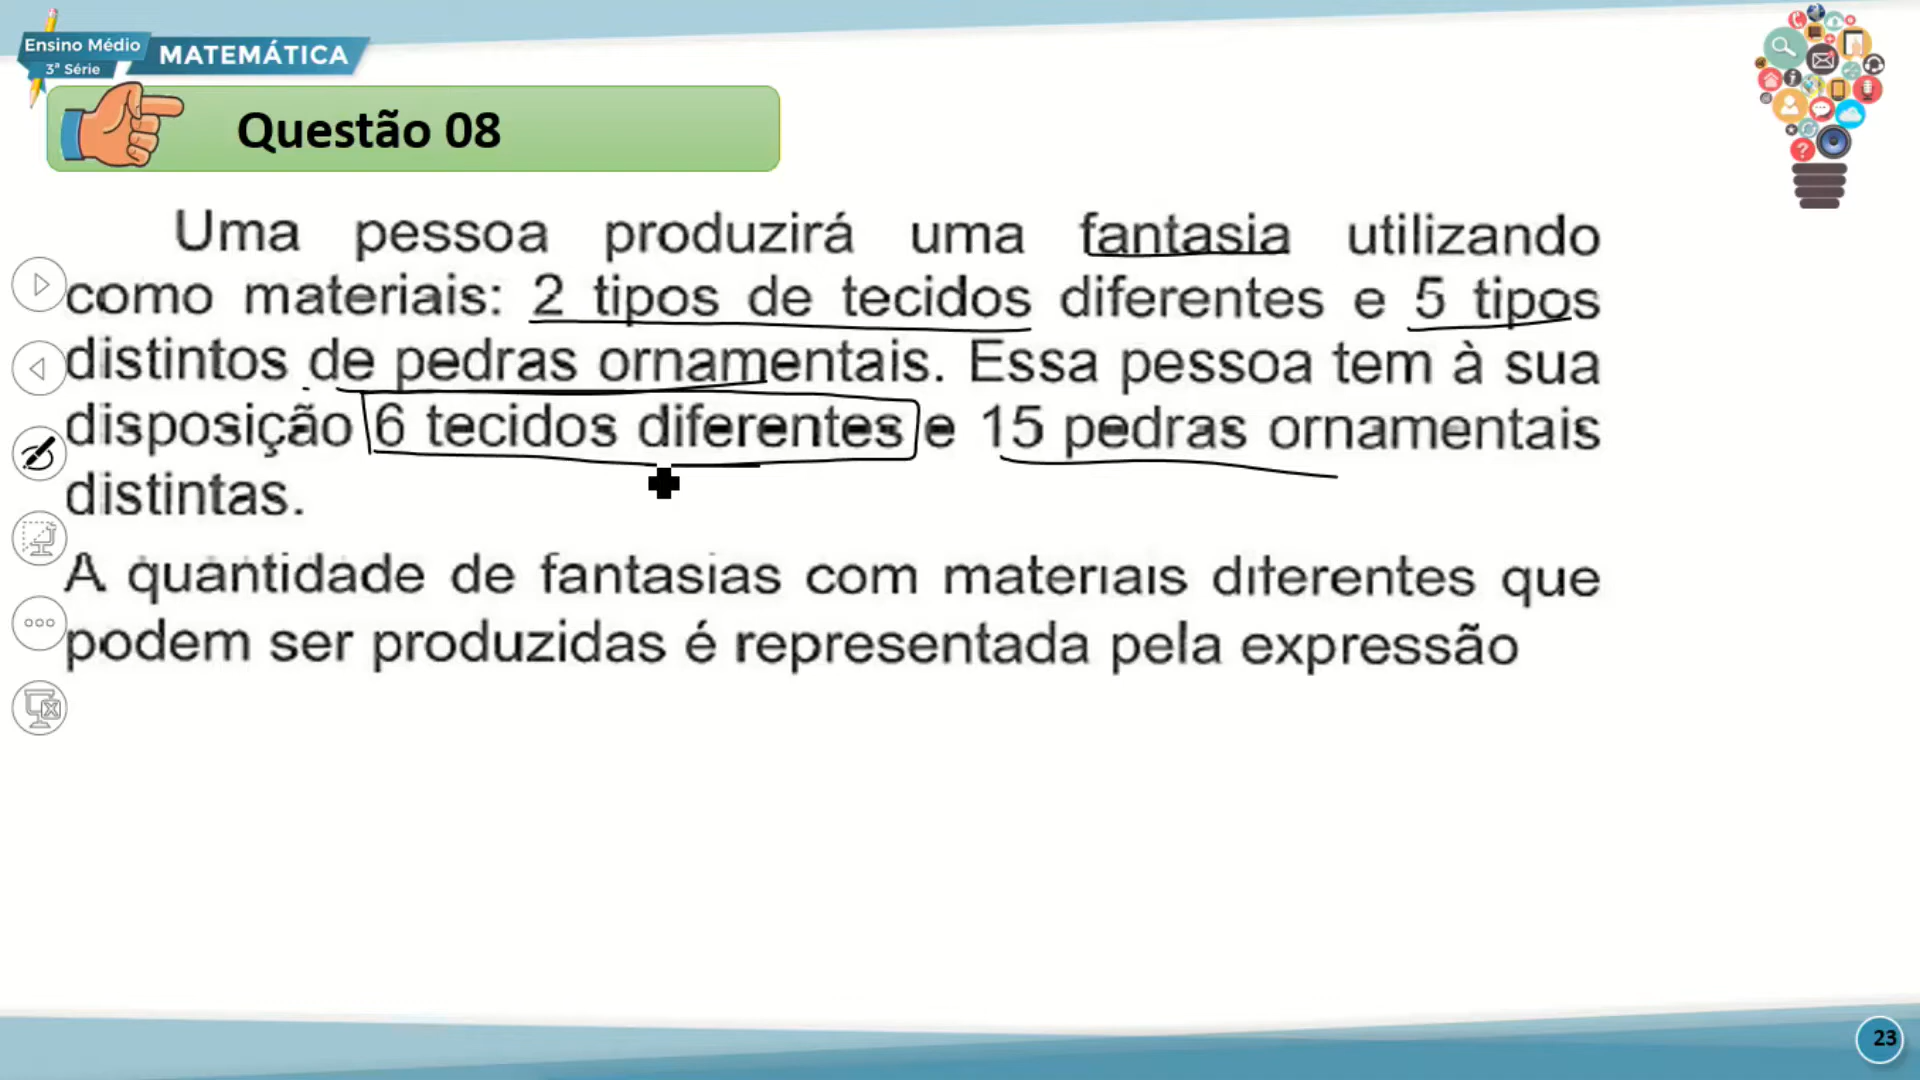 Ensino Médio
3ª Série
MATEMÁTICA
Questão 08
Uma pessoa produzirá uma fantasia utilizando
como materiais: 2 tipos de tecidos diferentes e 5 tipos
distintos de pedras ornamentais. Essa pessoa tem à sua
disposição 6 tecidos diferentes e 15 pedras ornamentais
distintas.
A quantidade de fantasias com materiais diferentes que
podem ser produzidas é representada pela expressão
23